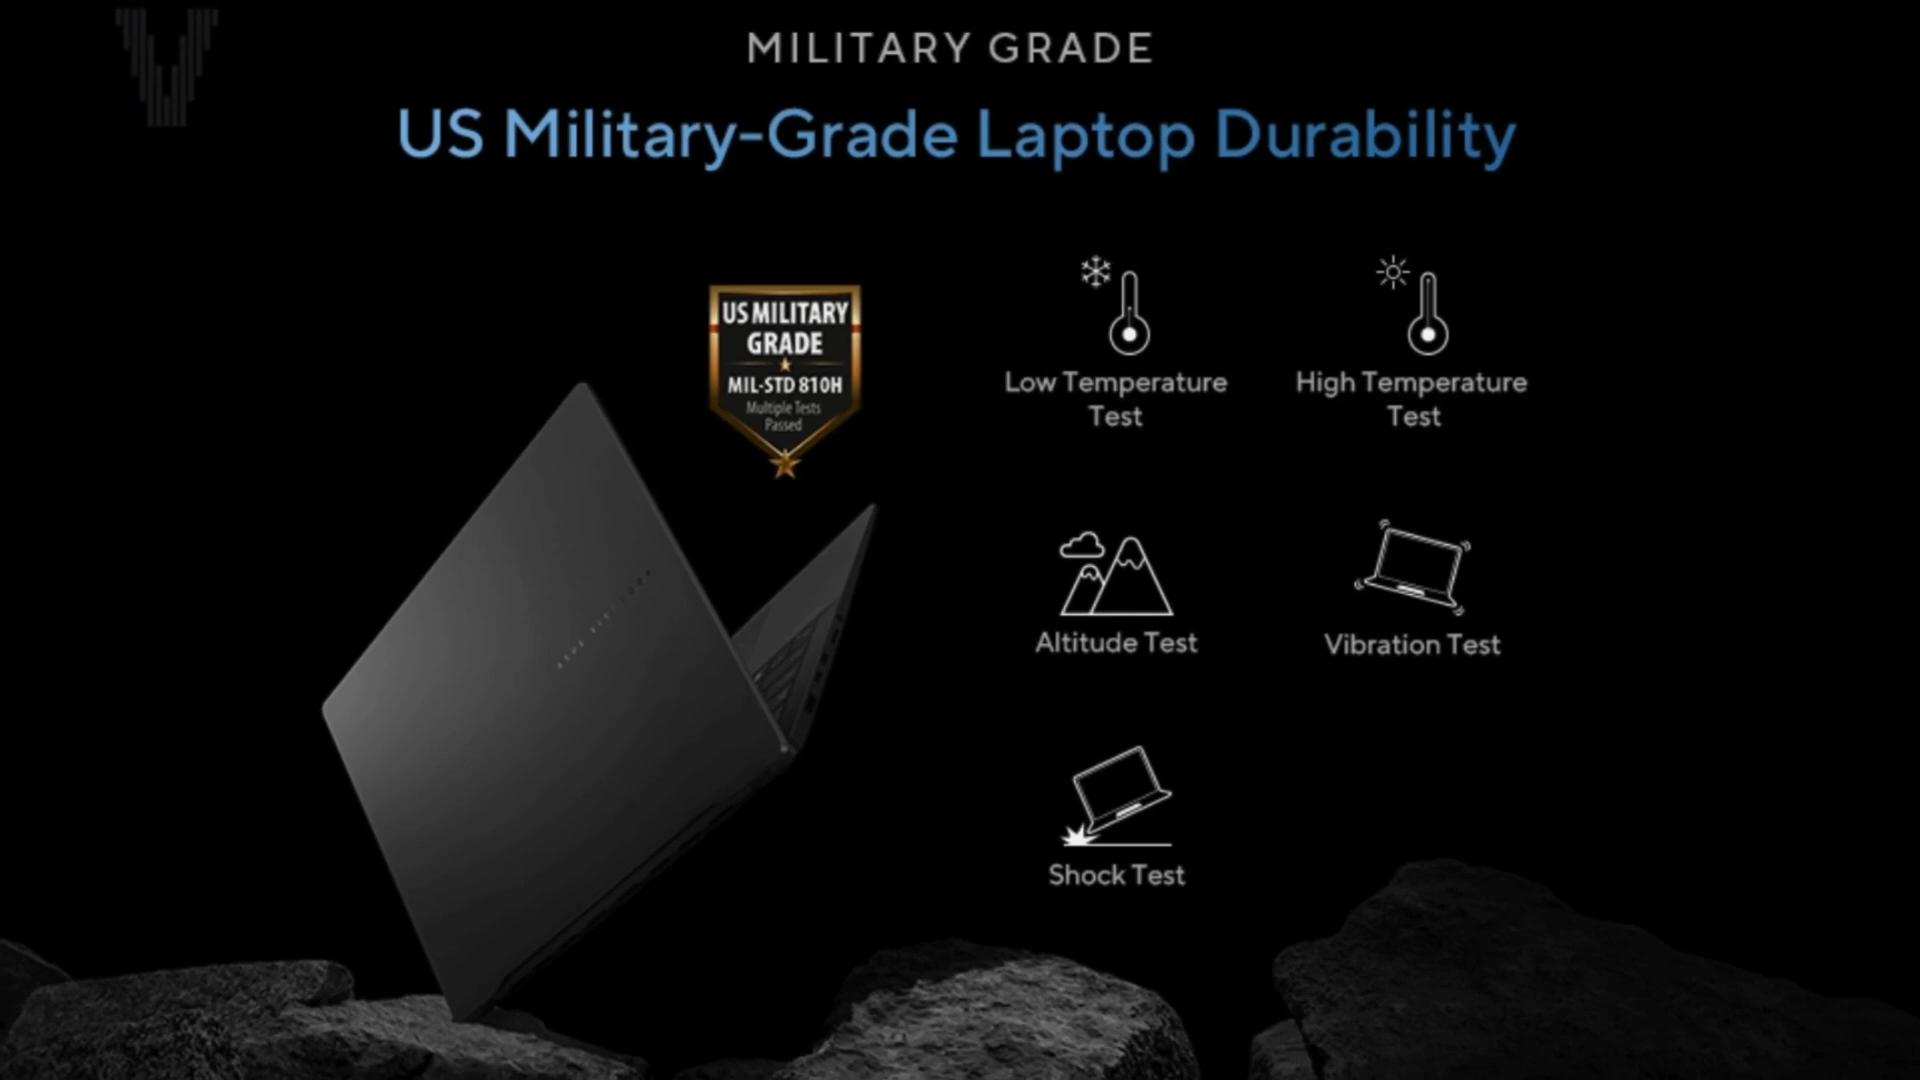 MILITARY GRADE
US Military-Grade Laptop Durability
US MILITARY
GRADE
MIL-STD 810H
Multiple Tests
Passed
Low Temperature
Test
High Temperature
Test
Altitude Test
Vibration Test
Shock Test